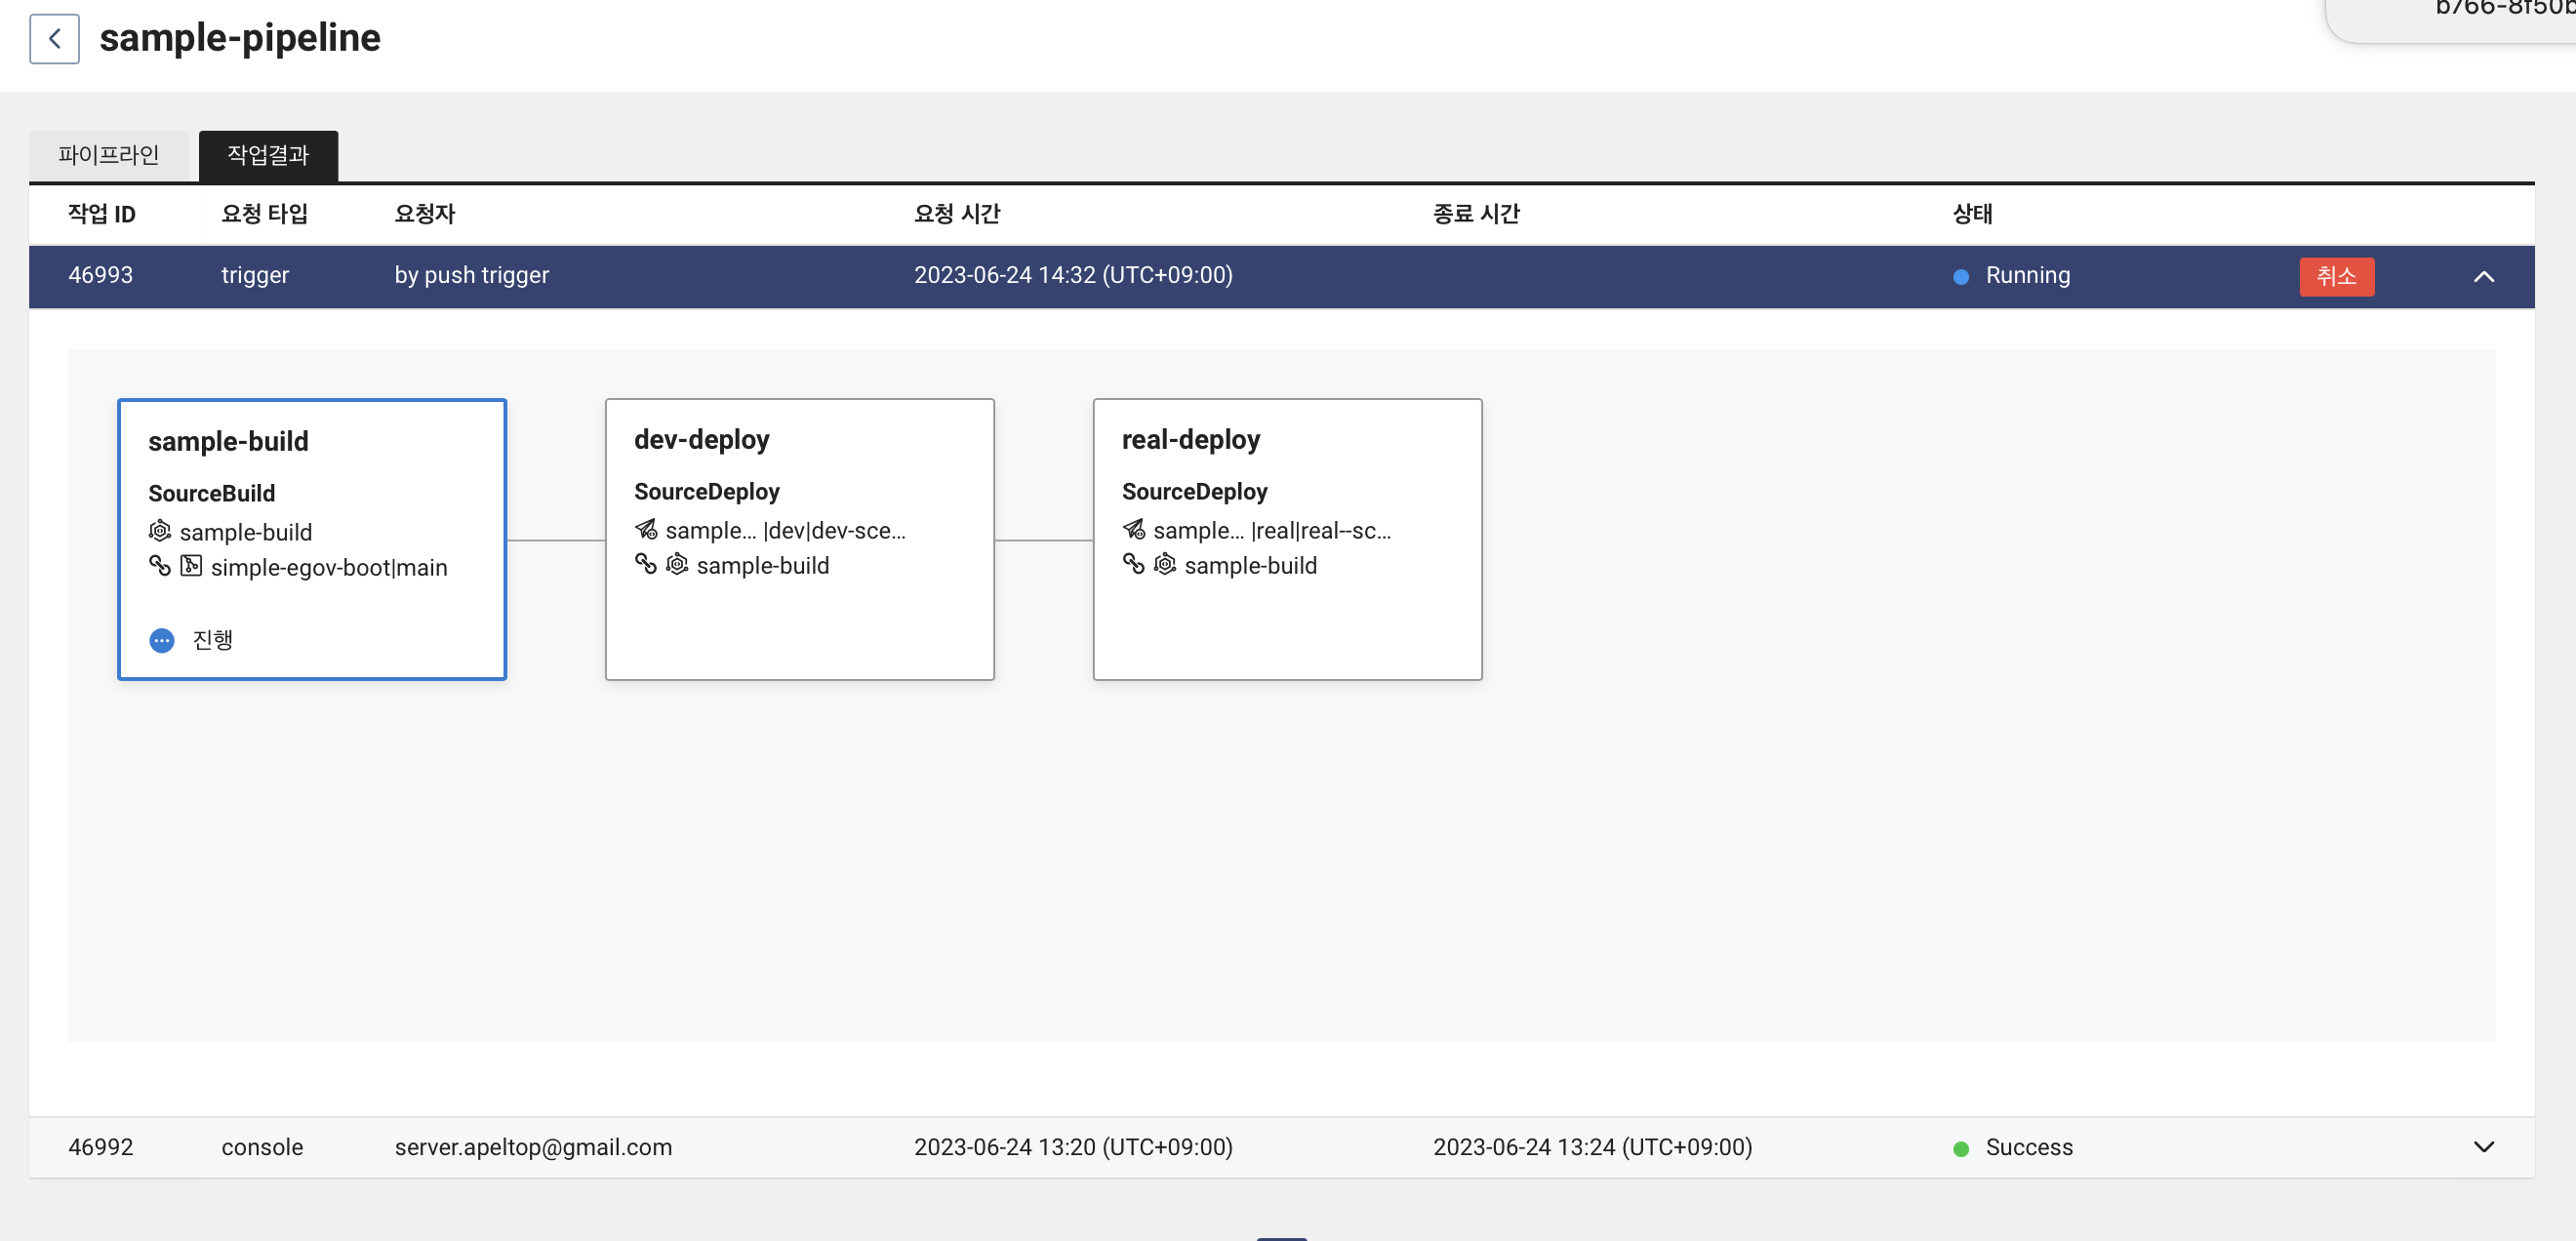 sample-pipeline
파이프라인 작업결과
작업 ID 요청 타입 요청자 요청 시간 종료 시간 상태
46993 trigger by push trigger 2023-06-24 14:32 (UTC+09:00) Running 취소
sample-build
SourceBuild
sample-build
simple-egov-boot|main
진행
dev-deploy
SourceDeploy
sample... |dev|dev-sce...
sample-build
real-deploy
SourceDeploy
sample... |real|real--sc...
sample-build
46992 console server.apeltop@gmail.com 2023-06-24 13:20 (UTC+09:00) 2023-06-24 13:24 (UTC+09:00) Success